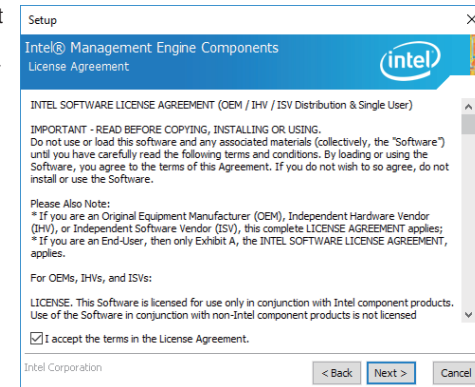 t
Setup
Intel® Management Engine Components
License Agreement
intel
INTEL SOFTWARE LICENSE AGREEMENT (OEM / IHV / ISV Distribution & Single User)
IMPORTANT - READ BEFORE COPYING, INSTALLING OR USING.
Do not use or load this software and any associated materials (collectively, the "Software")
until you have carefully read the following terms and conditions. By loading or using the
Software, you agree to the terms of this Agreement. If you do not wish to so agree, do not
install or use the Software.
Please Also Note:
* If you are an Original Equipment Manufacturer (OEM), Independent Hardware Vendor
(IHV), or Independent Software Vendor (ISV), this complete LICENSE AGREEMENT applies;
* If you are an End-User, then only Exhibit A, the INTEL SOFTWARE LICENSE AGREEMENT,
applies.
For OEMs, IHVs, and ISVs:
LICENSE. This Software is licensed for use only in conjunction with Intel component products.
Use of the Software in conjunction with non-Intel component products is not licensed
I accept the terms in the License Agreement.
Intel Corporation
< Back
Next >
Cancel